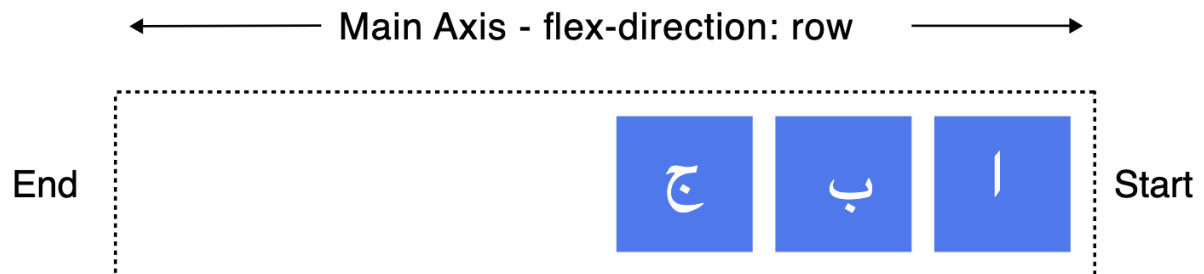 Main Axis - flex-direction: row
End
ا
ب
ج
Start